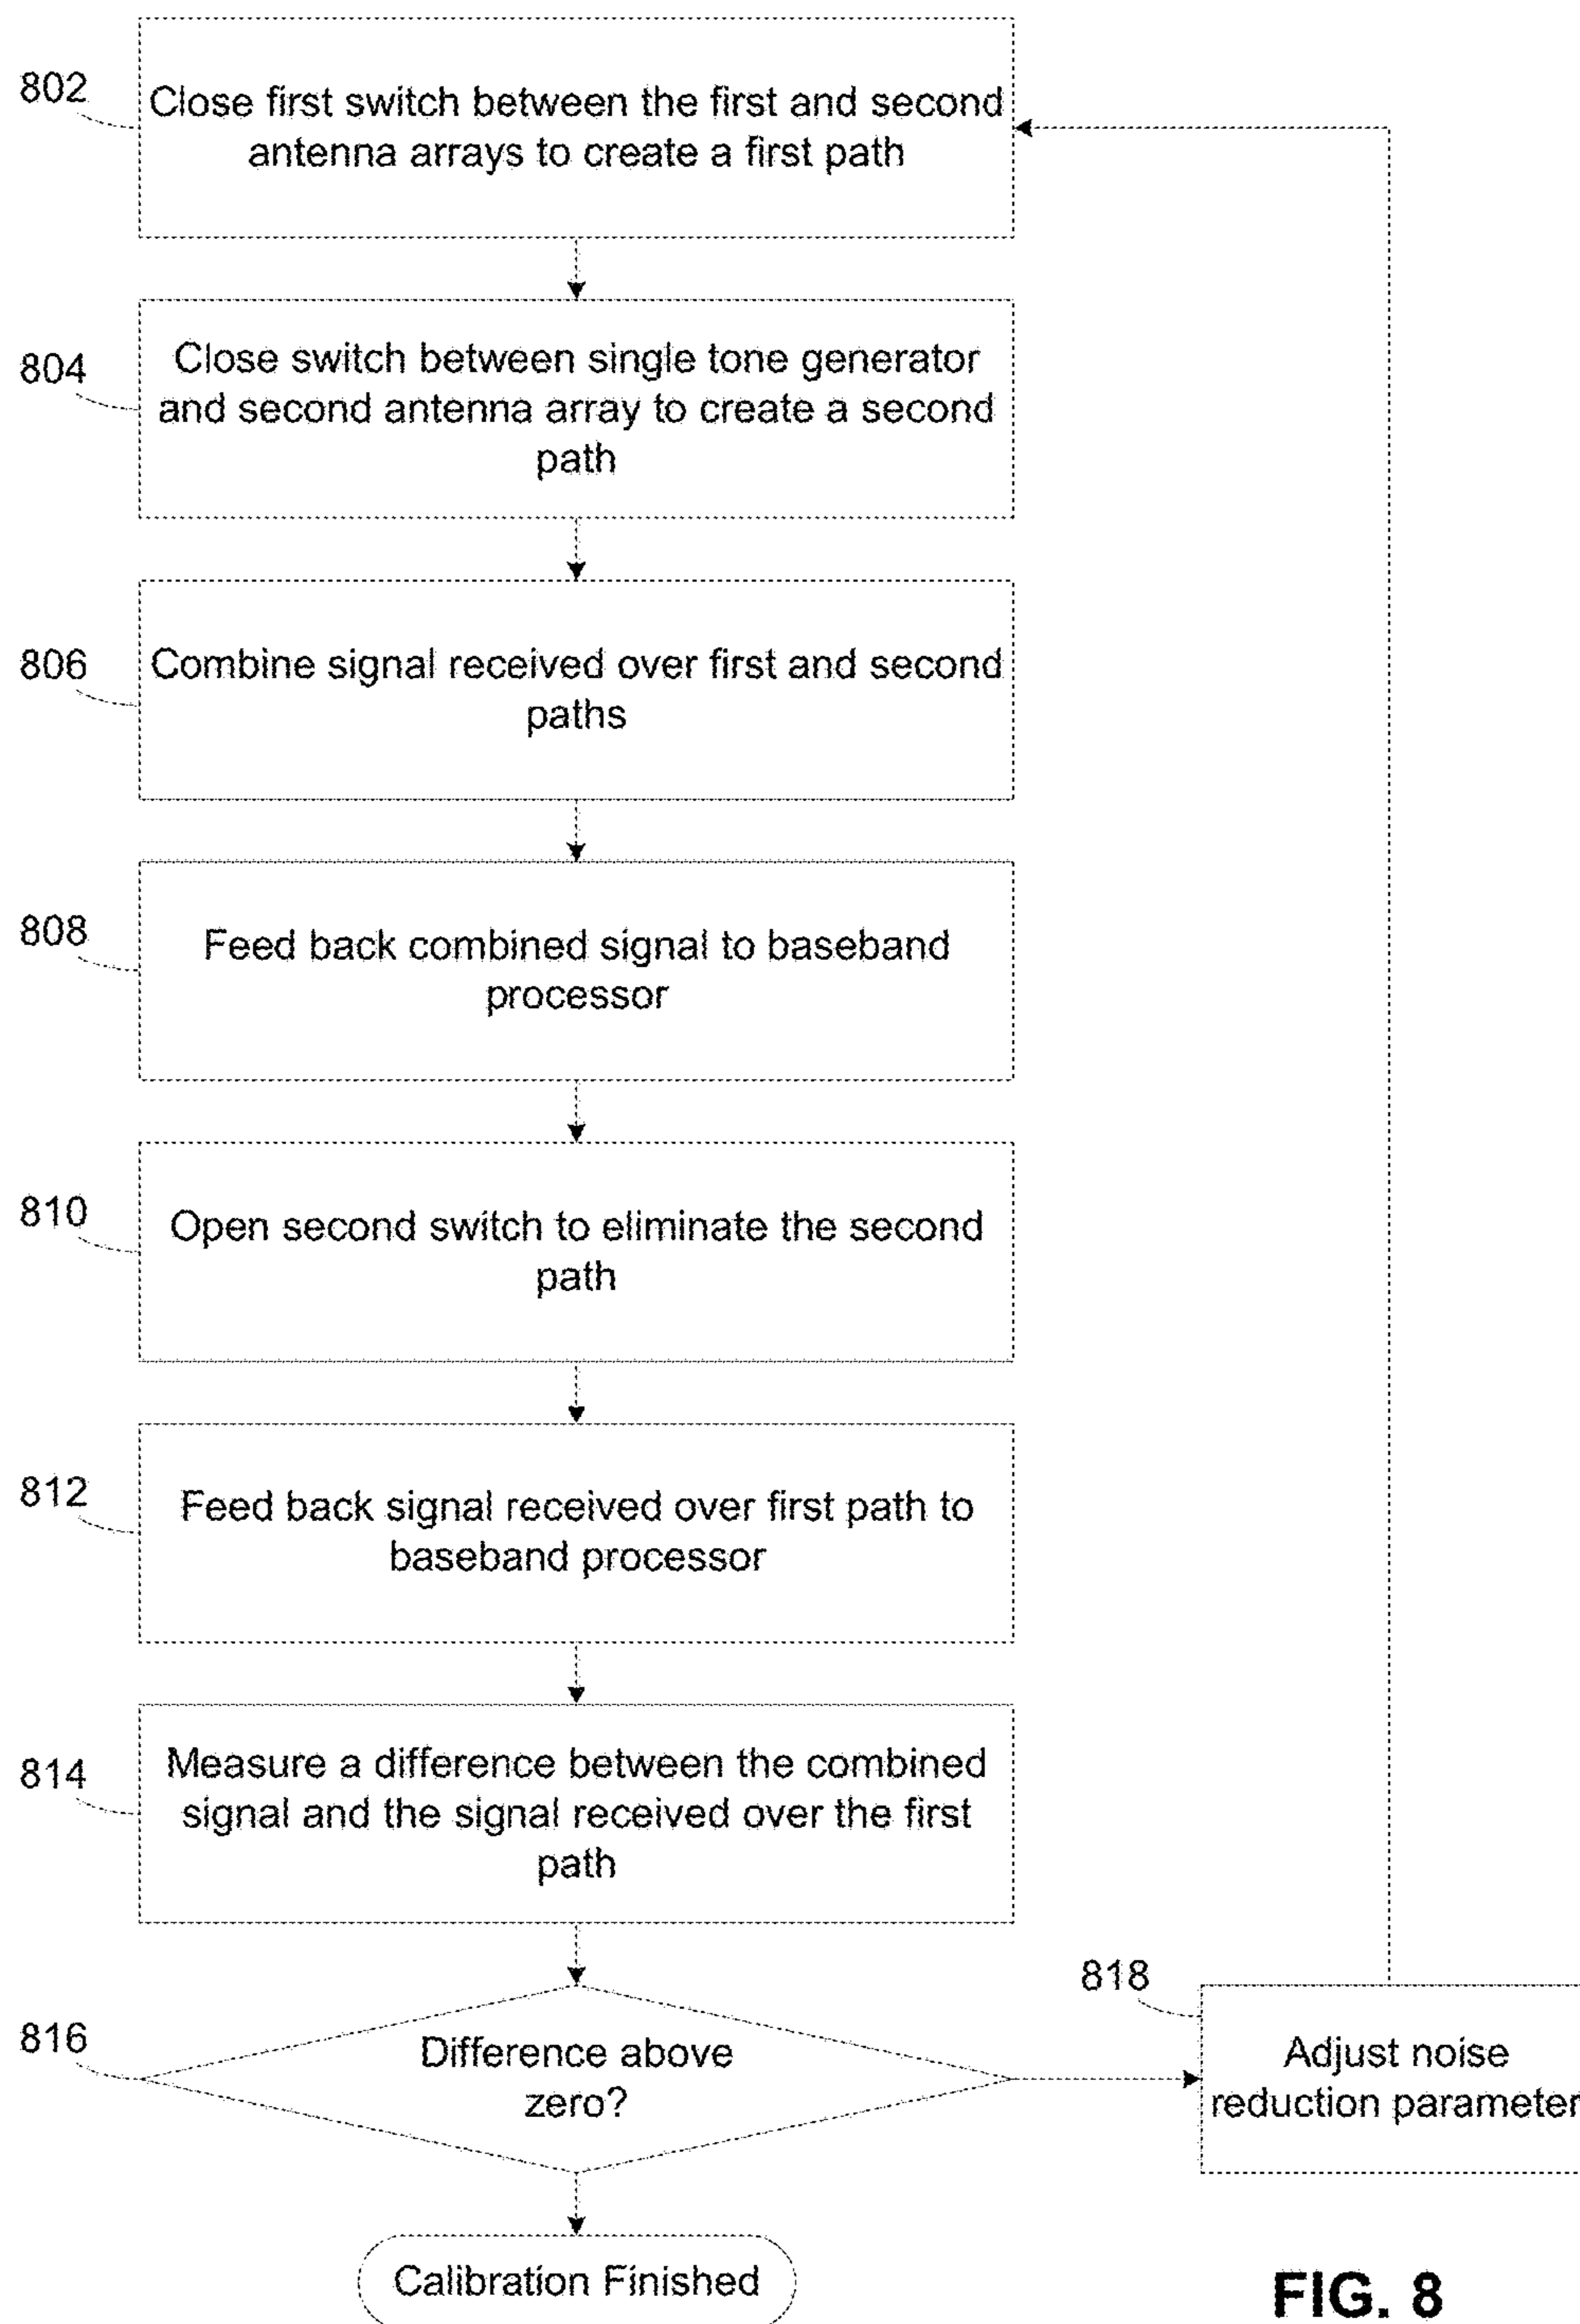 802
Close first switch between the first and second
antenna arrays to create a first path
804
Close switch between single tone generator
and second antenna array to create a second
path
806
Combine signal received over first and second
paths
808
Feed back combined signal to baseband
processor
810
Open second switch to eliminate the second
path
812
Feed back signal received over first path to
baseband processor
814
Measure a difference between the combined
signal and the signal received over the first
path
816
Difference above
zero?
818
Adjust noise
reduction parameter
Calibration Finished
FIG. 8